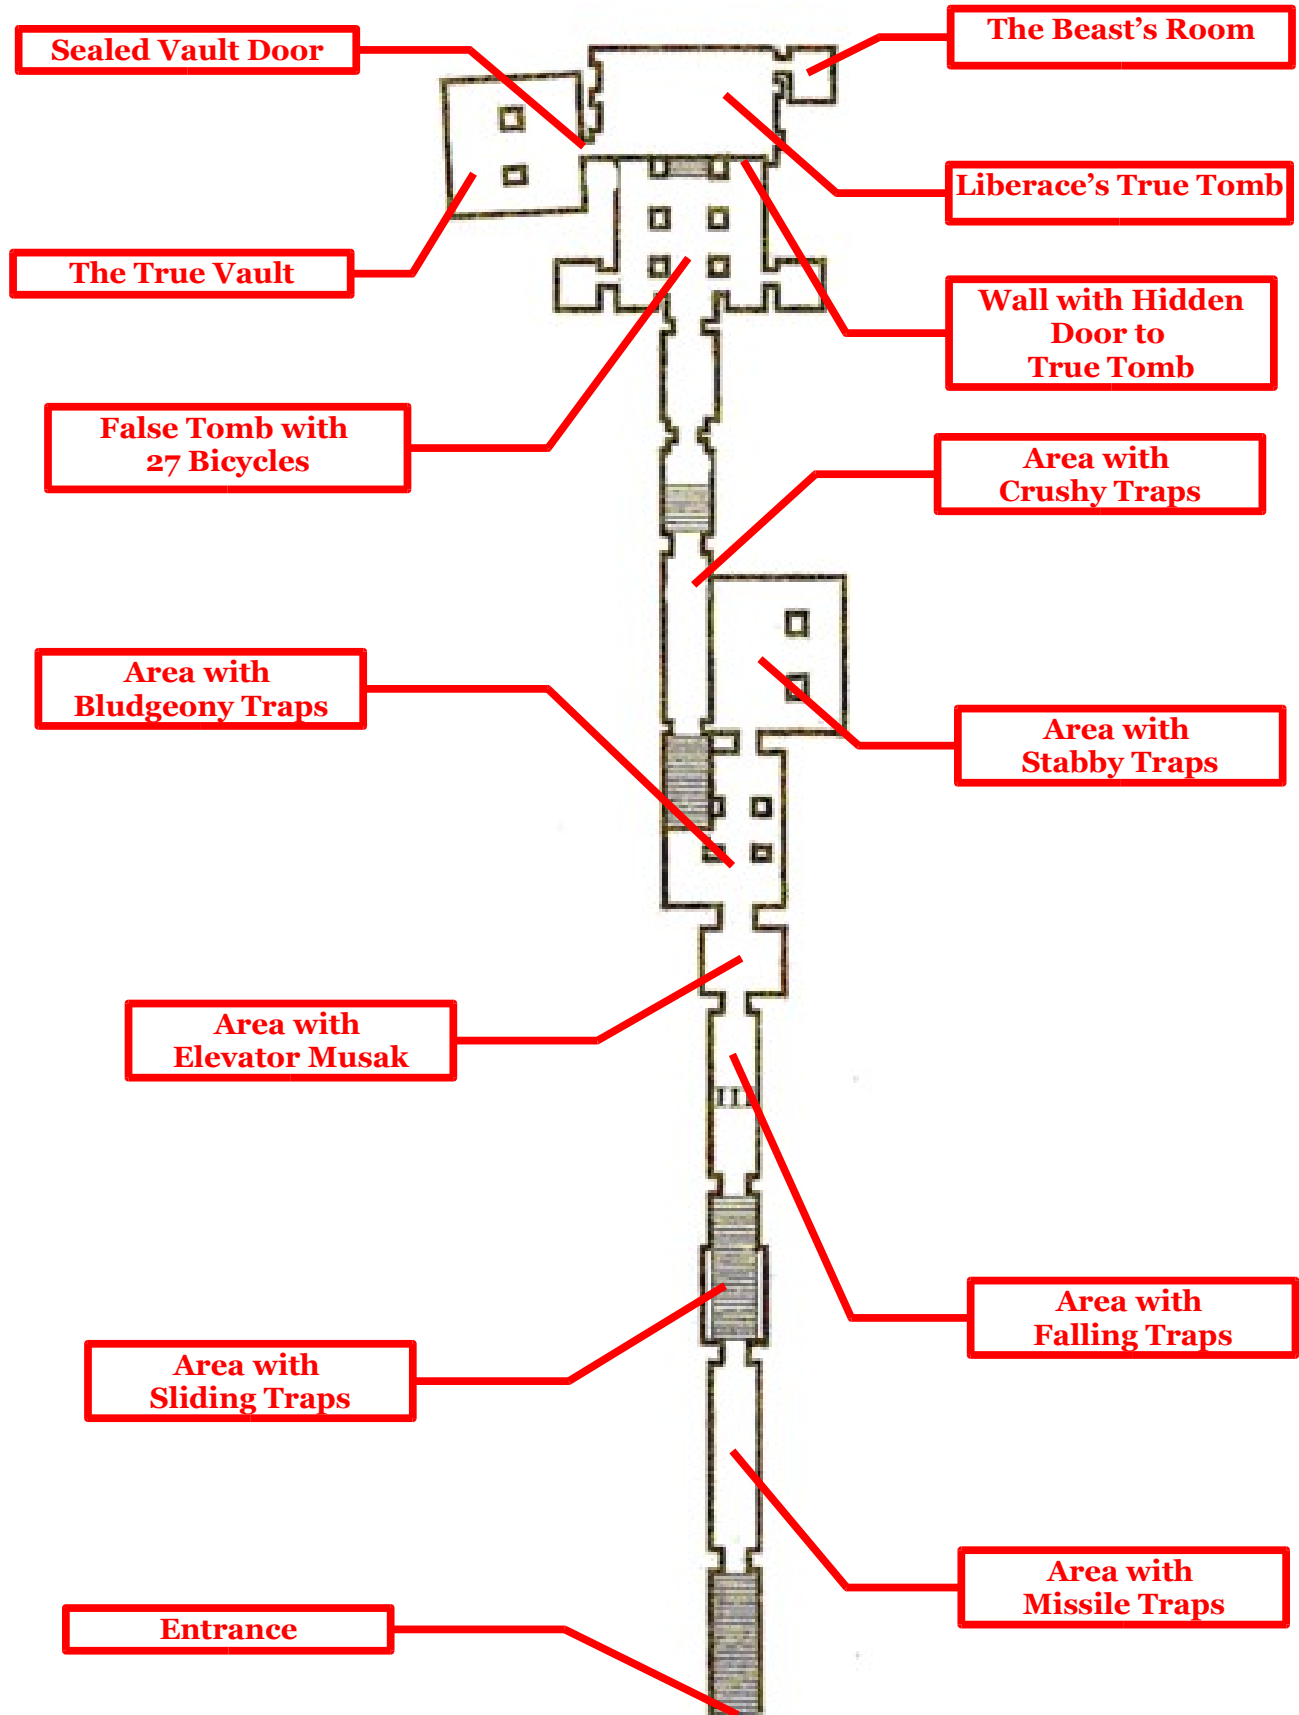 The Beast's Room
Sealed Vault Door
Liberace's True Tomb
The True Vault
Wall with Hidden
Door to
True Tomb
False Tomb with
27 Bicycles
Area with
Crushy Traps
Area with
Bludgeony Traps
Area with
Stabby Traps
Area with
Elevator Musak
Area with
Falling Traps
Area with
Sliding Traps
Area with
Missile Traps
Entrance